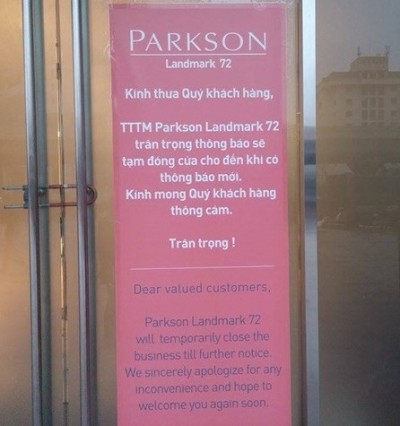 PARKSON
Landmark 72
Kính thưa Quý khách hàng,
TTTM Parkson Landmark 72
trân trọng thông báo sẽ
tạm đóng cửa cho đến khi có
thông báo mới.
Kính mong Quý khách hàng
thông cảm.
Trân trọng !
Dear valued customers,
Parkson Landmark 72
will temporarily close the
business till further notice.
We sincerely apologize for any
inconvenience and hope to
welcome you again soon.